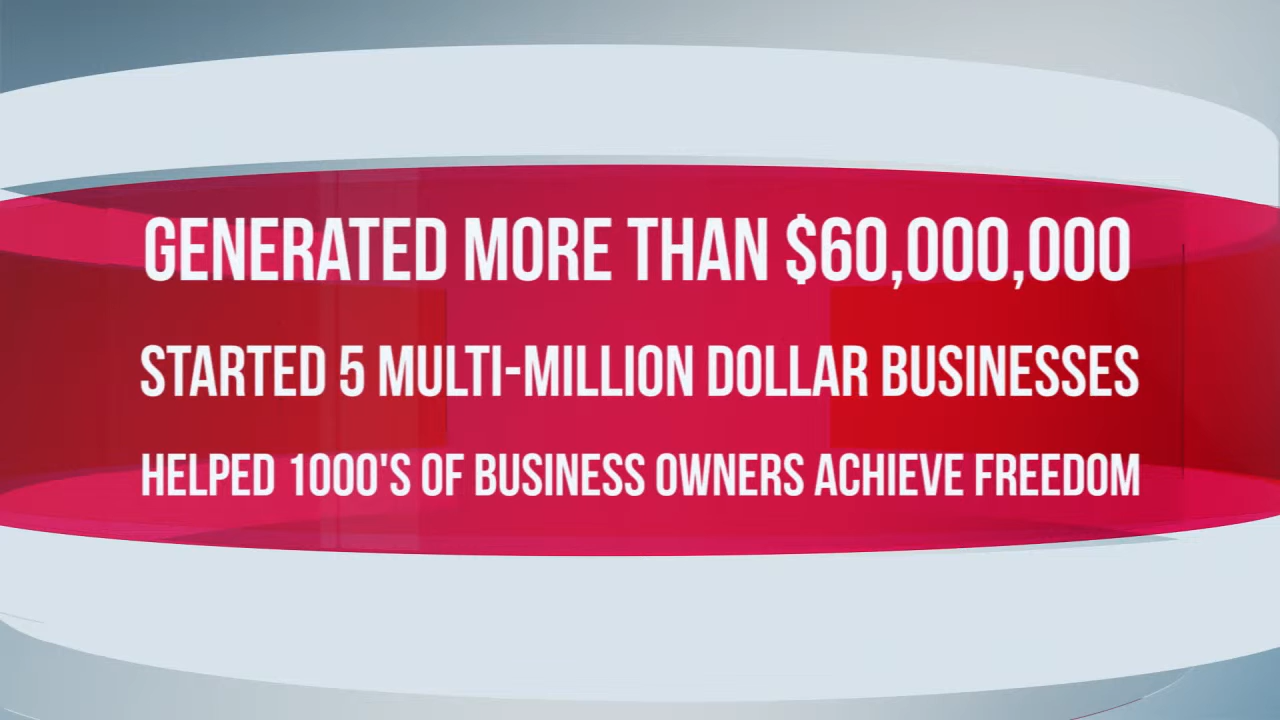 GENERATED MORE THAN $60,000,000
STARTED 5 MULTI-MILLION DOLLAR BUSINESSES
HELPED 1000'S OF BUSINESS OWNERS ACHIEVE FREEDOM